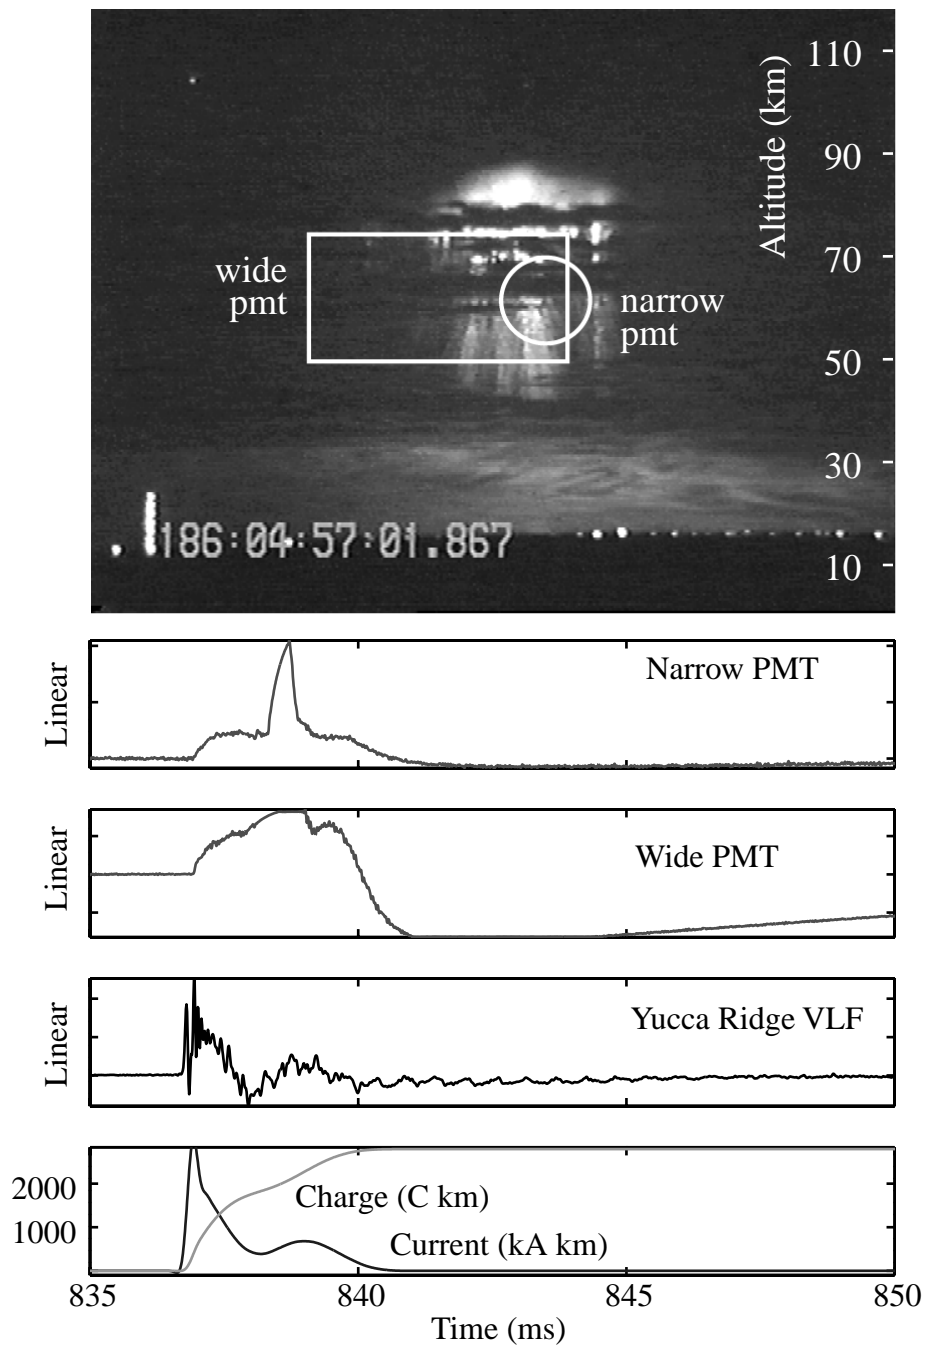 110
Altitude (km)
90
70
wide
pmt
narrow
pmt
50
30
186:04:57:01.867
10
Linear
Narrow PMT
Linear
Wide PMT
Linear
Yucca Ridge VLF
2000
1000
Charge (C km)
Current (kA km)
835
840
845
850
Time (ms)